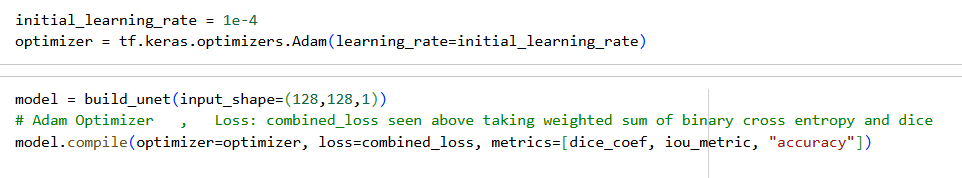 initial_learning_rate = 1e-4
optimizer = tf.keras.optimizers.Adam(learning_rate=initial_learning_rate)
model = build_unet(input_shape=(128,128,1))
# Adam Optimizer   ,   Loss: combined_loss seen above taking weighted sum of binary cross entropy and dice
model.compile(optimizer=optimizer, loss=combined_loss, metrics=[dice_coef, iou_metric, "accuracy"])